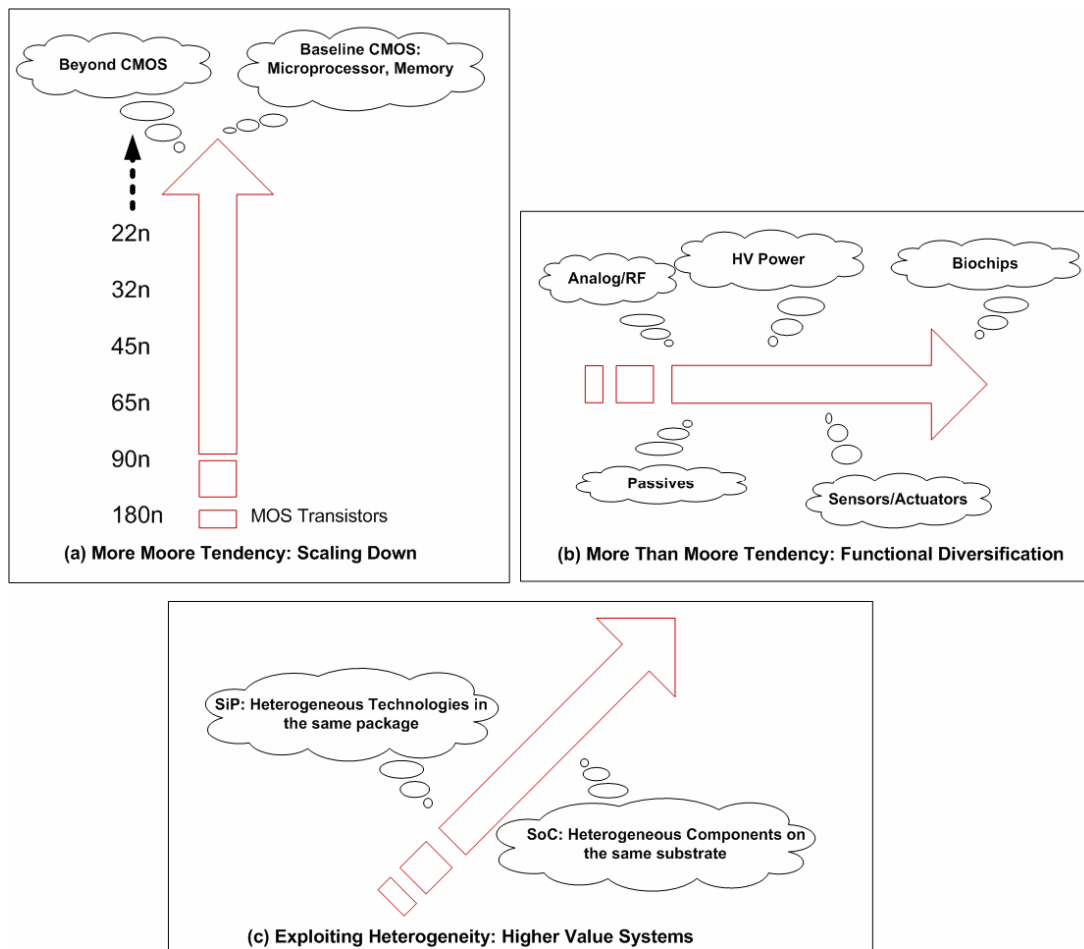 Beyond CMOS
Baseline CMOS:
Microprocessor, Memory
22n
32n
45n
65n
90n
180n
MOS Transistors
(a) More Moore Tendency: Scaling Down
Analog/RF
HV Power
Biochips
Passives
Sensors/Actuators
(b) More Than Moore Tendency: Functional Diversification
SiP: Heterogeneous Technologies in
the same package
SoC: Heterogeneous Components on
the same substrate
(c) Exploiting Heterogeneity: Higher Value Systems